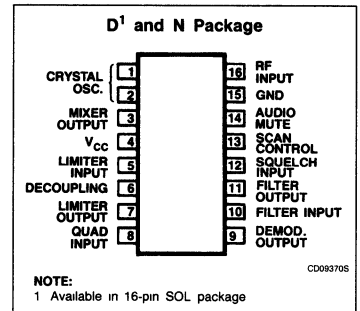 D1 and N Package
CRYSTAL
OSC.
1
2
MIXER
OUTPUT
3
VCC
4
LIMITER
INPUT
5
DECOUPLING
6
LIMITER
OUTPUT
7
QUAD
INPUT
8
16
RF
INPUT
15
GND
14
AUDIO
MUTE
13
SCAN
CONTROL
12
SQUELCH
INPUT
11
FILTER
OUTPUT
10
FILTER INPUT
9
DEMOD.
OUTPUT
CD09370S
NOTE:
1 Available in 16-pin SOL package